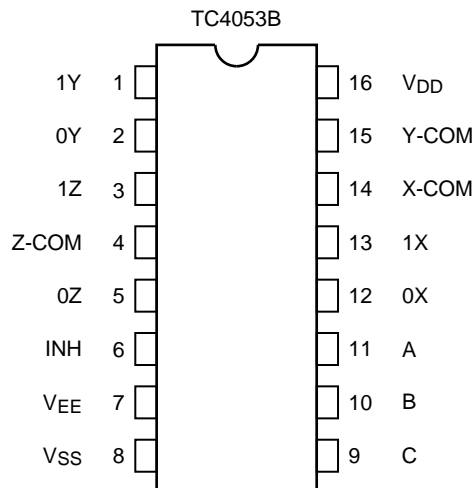 TC4053B
1Y 1 16 VDD
0Y 2 15 Y-COM
1Z 3 14 X-COM
Z-COM 4 13 1X
0Z 5 12 0X
INH 6 11 A
VEE 7 10 B
VSS 8 9 C